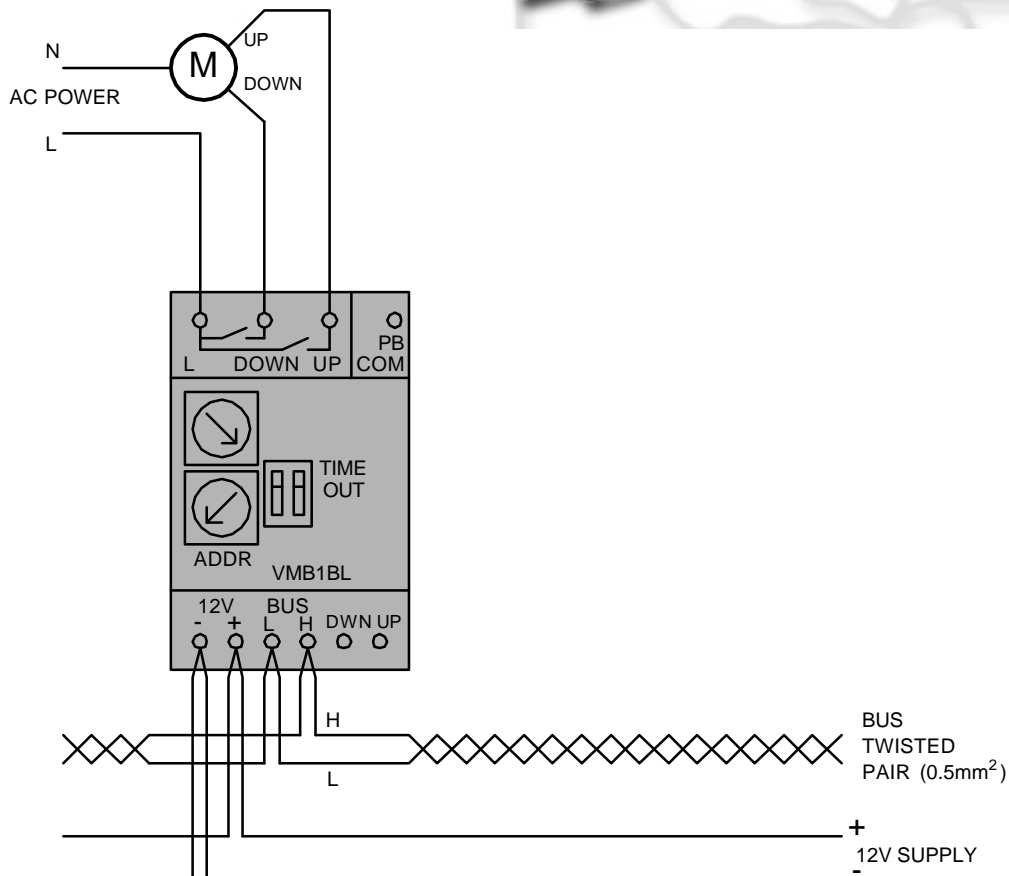 UP
N
M
DOWN
AC POWER
L
PB
L DOWN UP COM
TIME
OUT
ADDR
VMB1BL
12V BUS
- + L H DWN UP
H
BUS
TWISTED
L
PAIR (0.5mm²)
+
12V SUPPLY
-